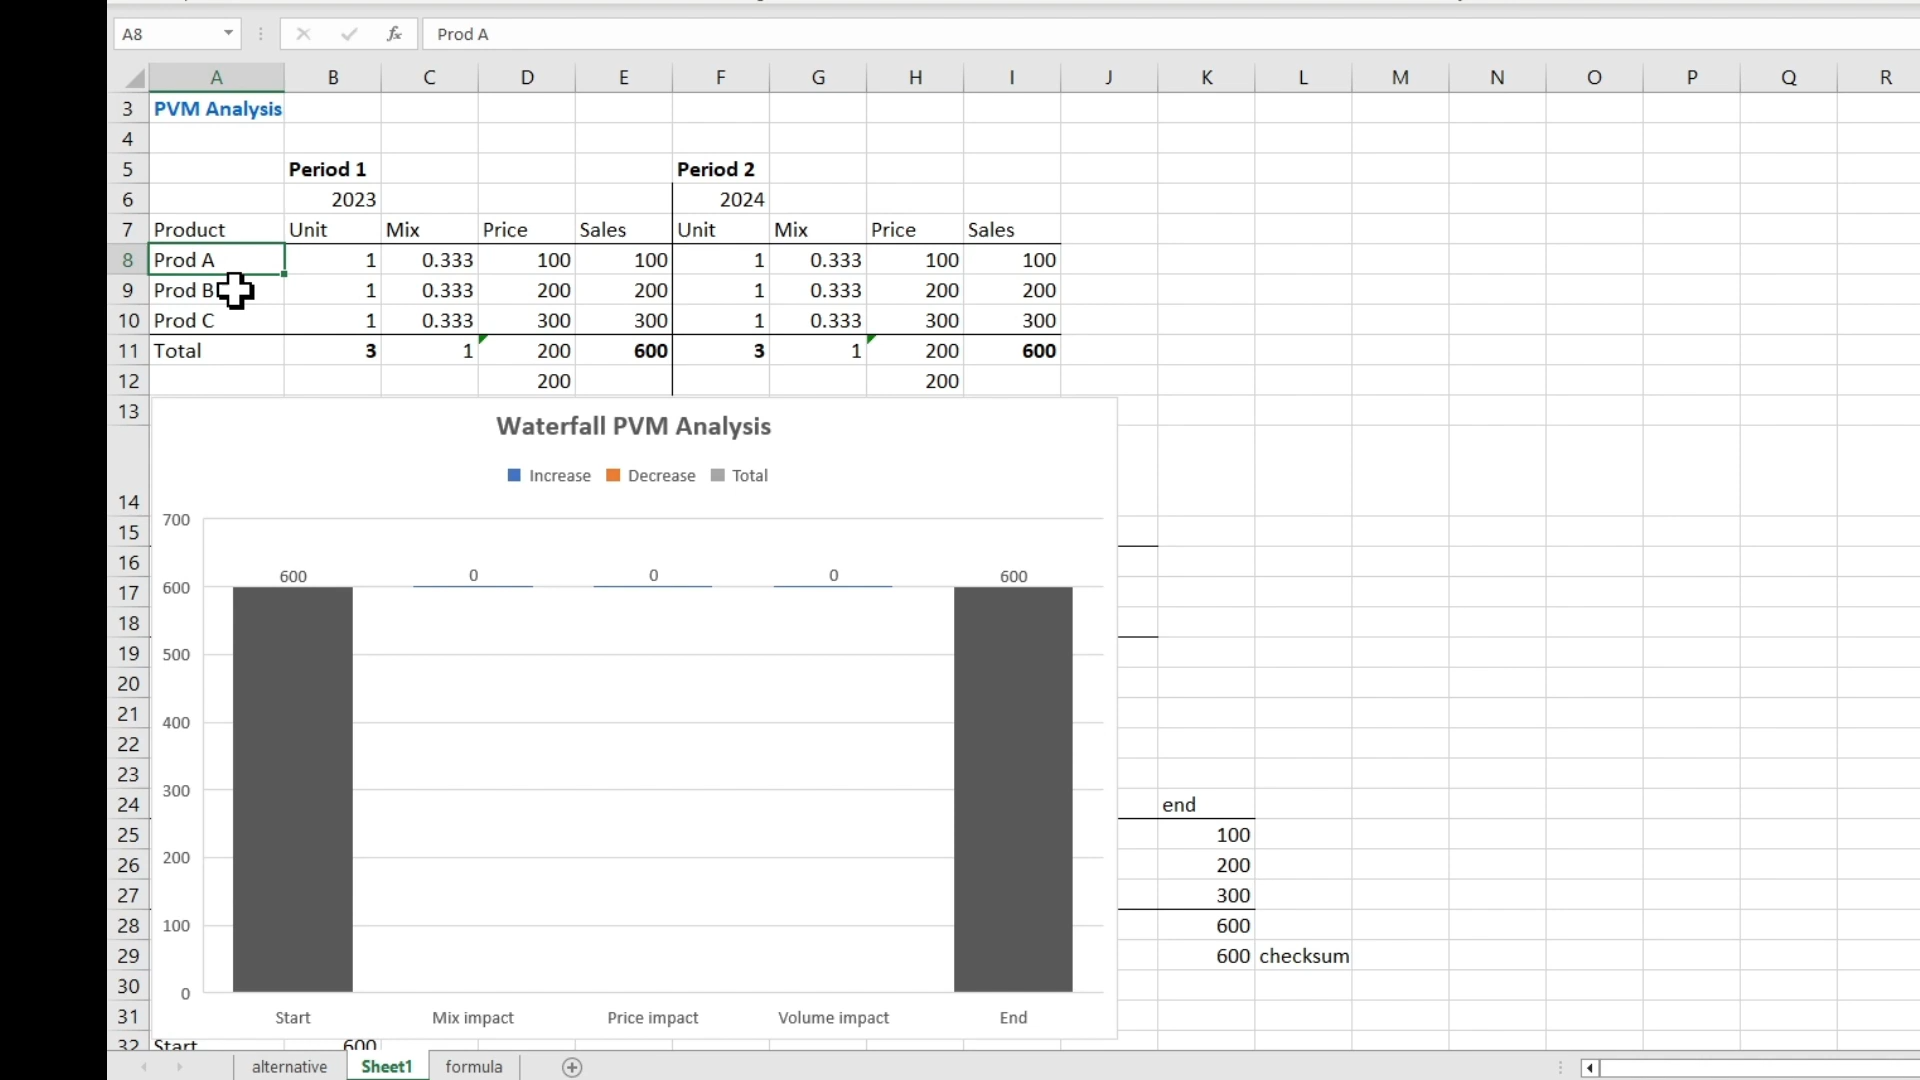 A8 fx Prod A
A B C D E F G H I J K L M N O P Q R
3 PVM Analysis
4
5 Period 1 Period 2
6 2023 2024
7 Product Unit Mix Price Sales Unit Mix Price Sales
8 Prod A 1 0.333 100 100 1 0.333 100 100
9 Prod B 1 0.333 200 200 1 0.333 200 200
10 Prod C 1 0.333 300 300 1 0.333 300 300
11 Total 3 1 200 600 3 1 200 600
12 200 200
13
Waterfall PVM Analysis
Increase Decrease Total
14
700
15
16
600 0 0 0 600
600
17
18
500
19
20
21
400
22
23
300
24 end
25 100
200
26 200
27 300
100
28 600
29 600 checksum
0
30
Start Mix impact Price impact Volume impact End
31
32 Start 600
alternative Sheet1 formula